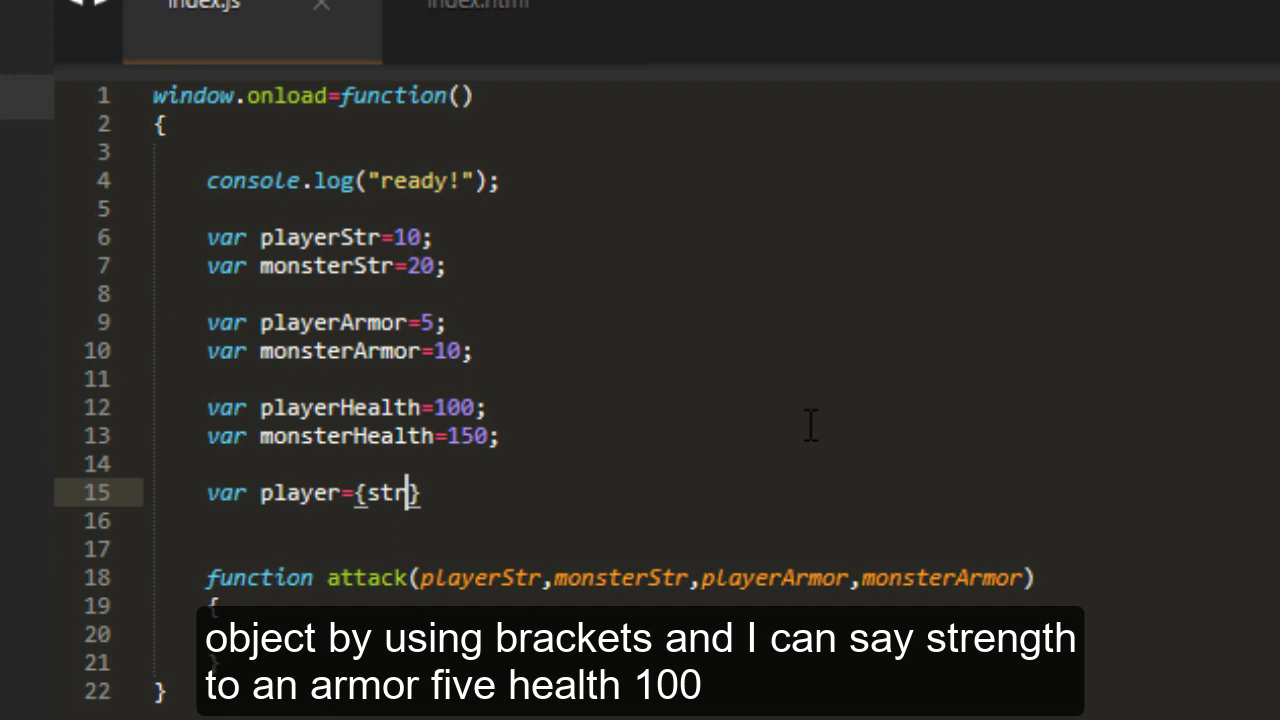 index.js
index.html
1 window.onload=function()
2 {
3
4 console.log("ready!");
5
6 var playerStr=10;
7 var monsterStr=20;
8
9 var playerArmor=5;
10 var monsterArmor=10;
11
12 var playerHealth=100;
13 var monsterHealth=150;
14
15 var player={str}
16
17
18 function attack(playerStr,monsterStr,playerArmor,monsterArmor)
19 {
20
21 }
22 }
object by using brackets and I can say strength
to an armor five health 100